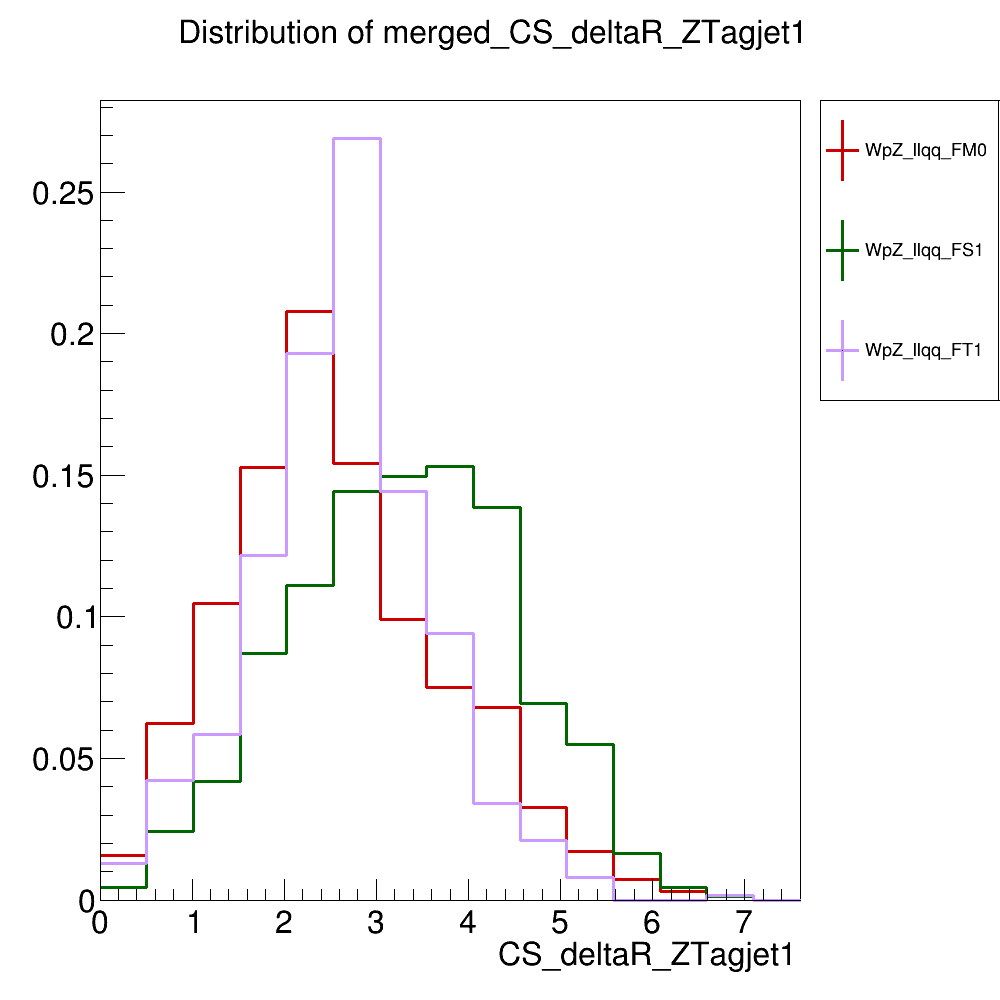 Distribution of merged_CS_deltaR_ZTagjet1
WpZ_llqq_FM0
WpZ_llqq_FS1
WpZ_llqq_FT1
0.25
0.2
0.15
0.1
0.05
0
0 1 2 3 4 5 6 7
CS_deltaR_ZTagjet1